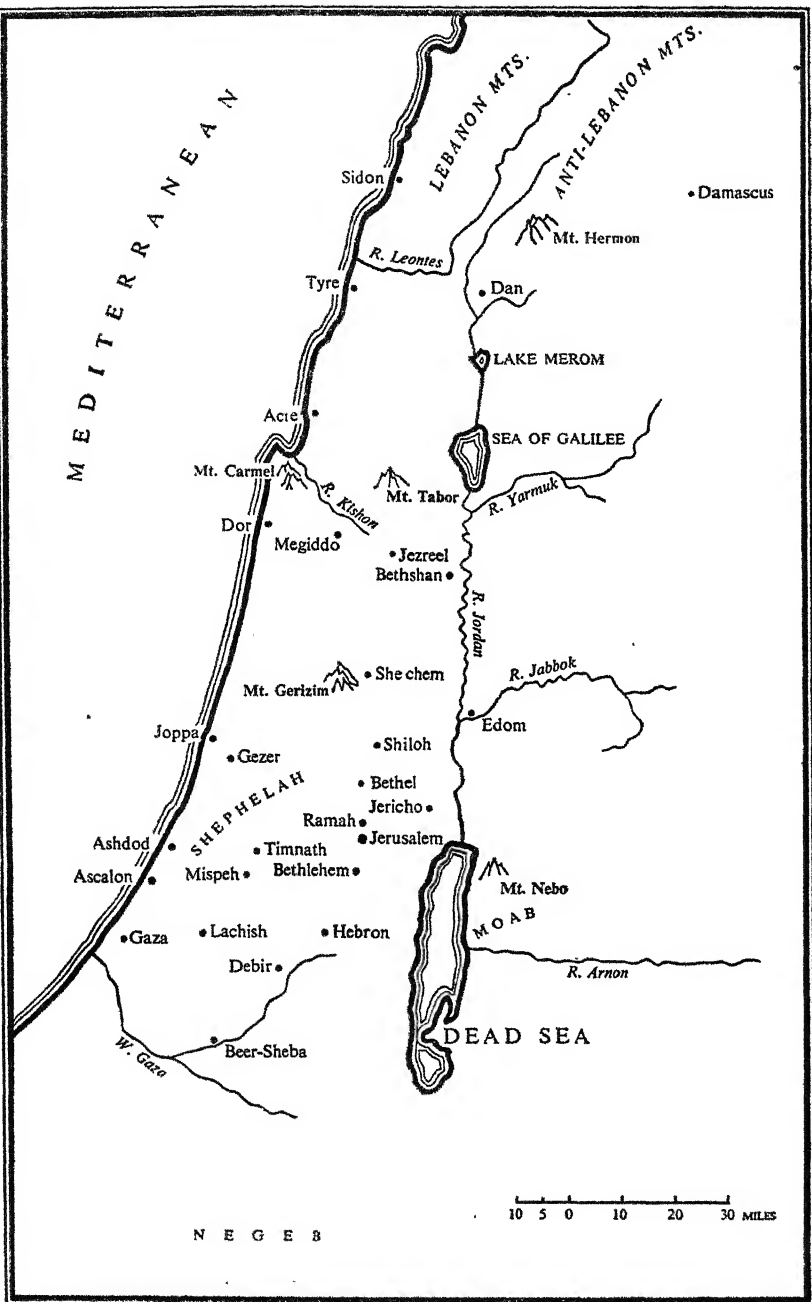 MEDITERRANEAN
LEBANON MTS.
ANTI-LEBANON MTS.
Sidon
Damascus
Mt. Hermon
R. Leontes
Tyre
Dan
LAKE MEROM
Acre
SEA OF GALILEE
Mt. Carmel
R. Kishon
Mt. Tabor
R. Yarmuk
Dor
Megiddo
Jezreel
Bethshan
R. Jordan
Shechem
Mt. Gerizim
R. Jabbok
Edom
Joppa
Gezer
Shiloh
SHEPHELAH
Bethel
Jericho
Ramah
Jerusalem
Ashdod
Timnath
Ascalon
Mispeh
Bethlehem
Mt. Nebo
MOAB
Gaza
Lachish
Hebron
Debir
R. Arnon
DEAD SEA
Beer-Sheba
W. Gaza
10 5 0 10 20 30 MILES
NEGEB